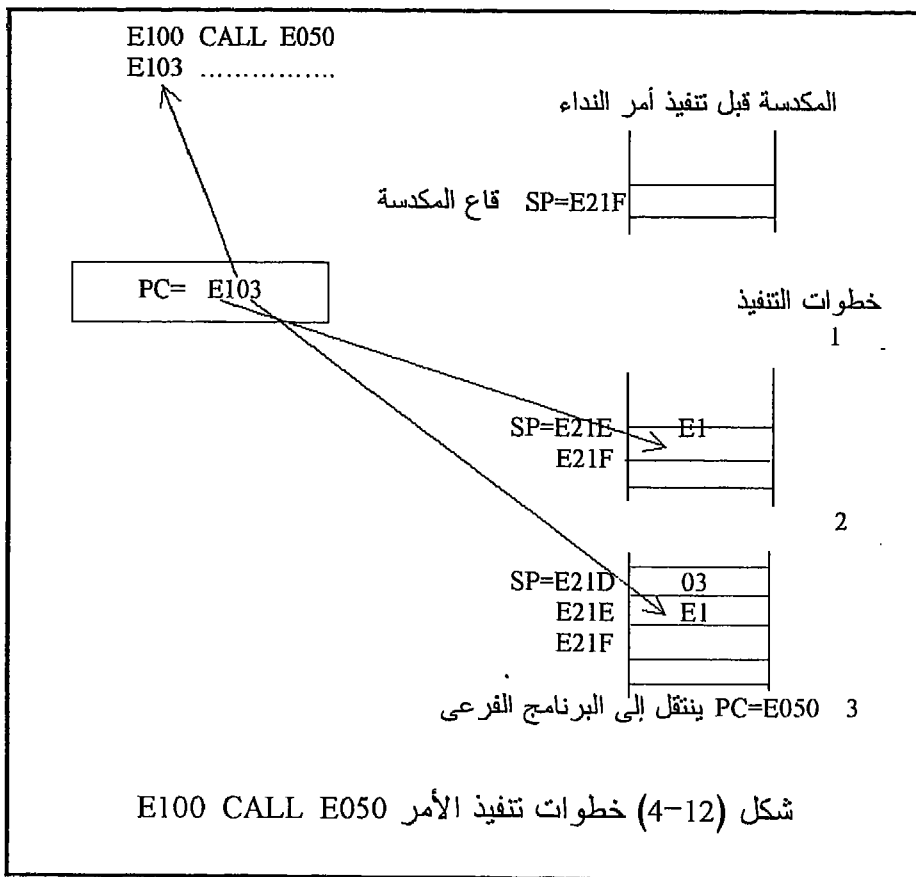 E100 CALL E050
E103 ................
المكدسة قبل تنفيذ أمر النداء
SP=E21F قاع المكدسة
PC= E103
خطوات التنفيذ
1
SP=E21E E1
E21F
2
SP=E21D 03
E21E E1
E21F
3 PC=E050 ينتقل إلى البرنامج الفرعى
شكل (4-12) خطوات تنفيذ الأمر E100 CALL E050